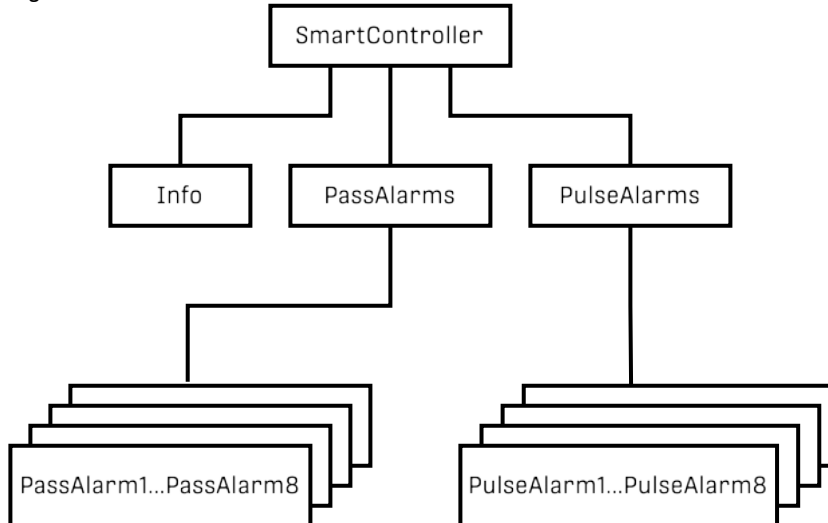 SmartController
Info
PassAlarms
PulseAlarms
PassAlarm1...PassAlarm8
PulseAlarm1...PulseAlarm8